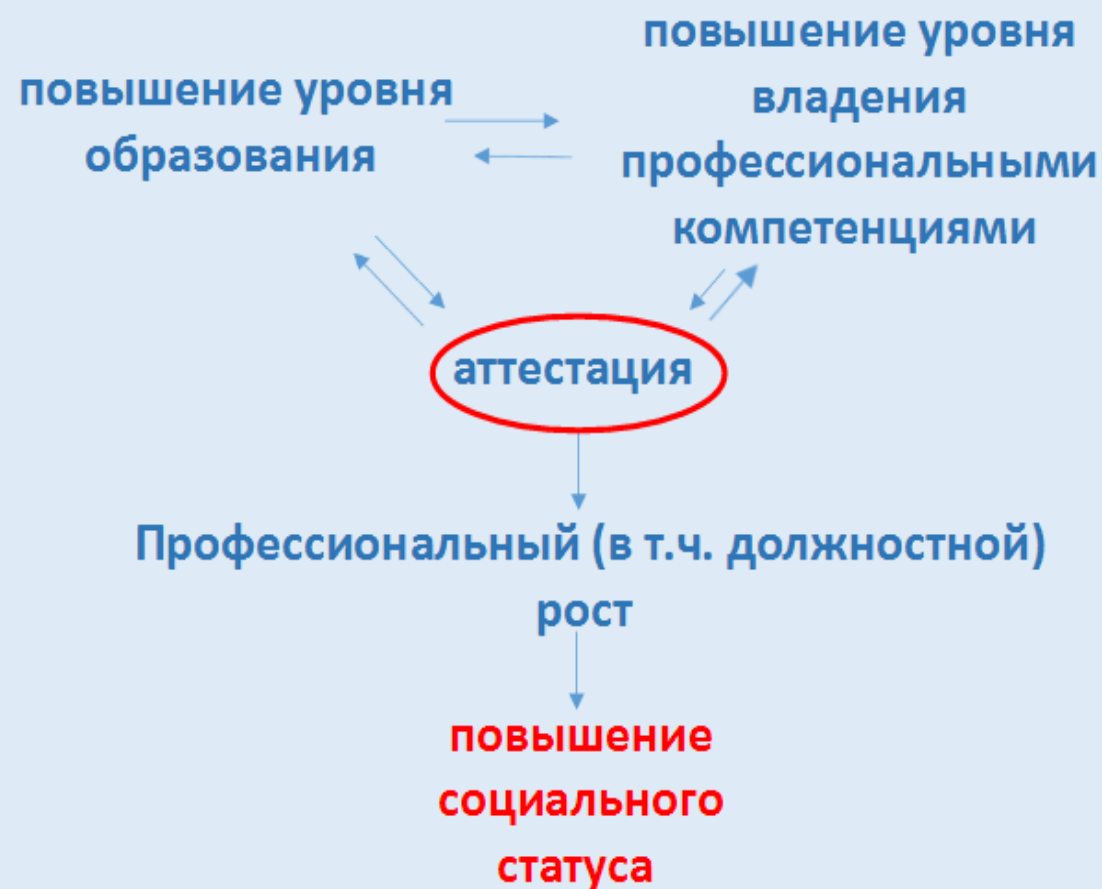 повышение уровня
образования
повышение уровня
владения
профессиональными
компетенциями
аттестация
Профессиональный (в т.ч. должностной)
рост
повышение
социального
статуса